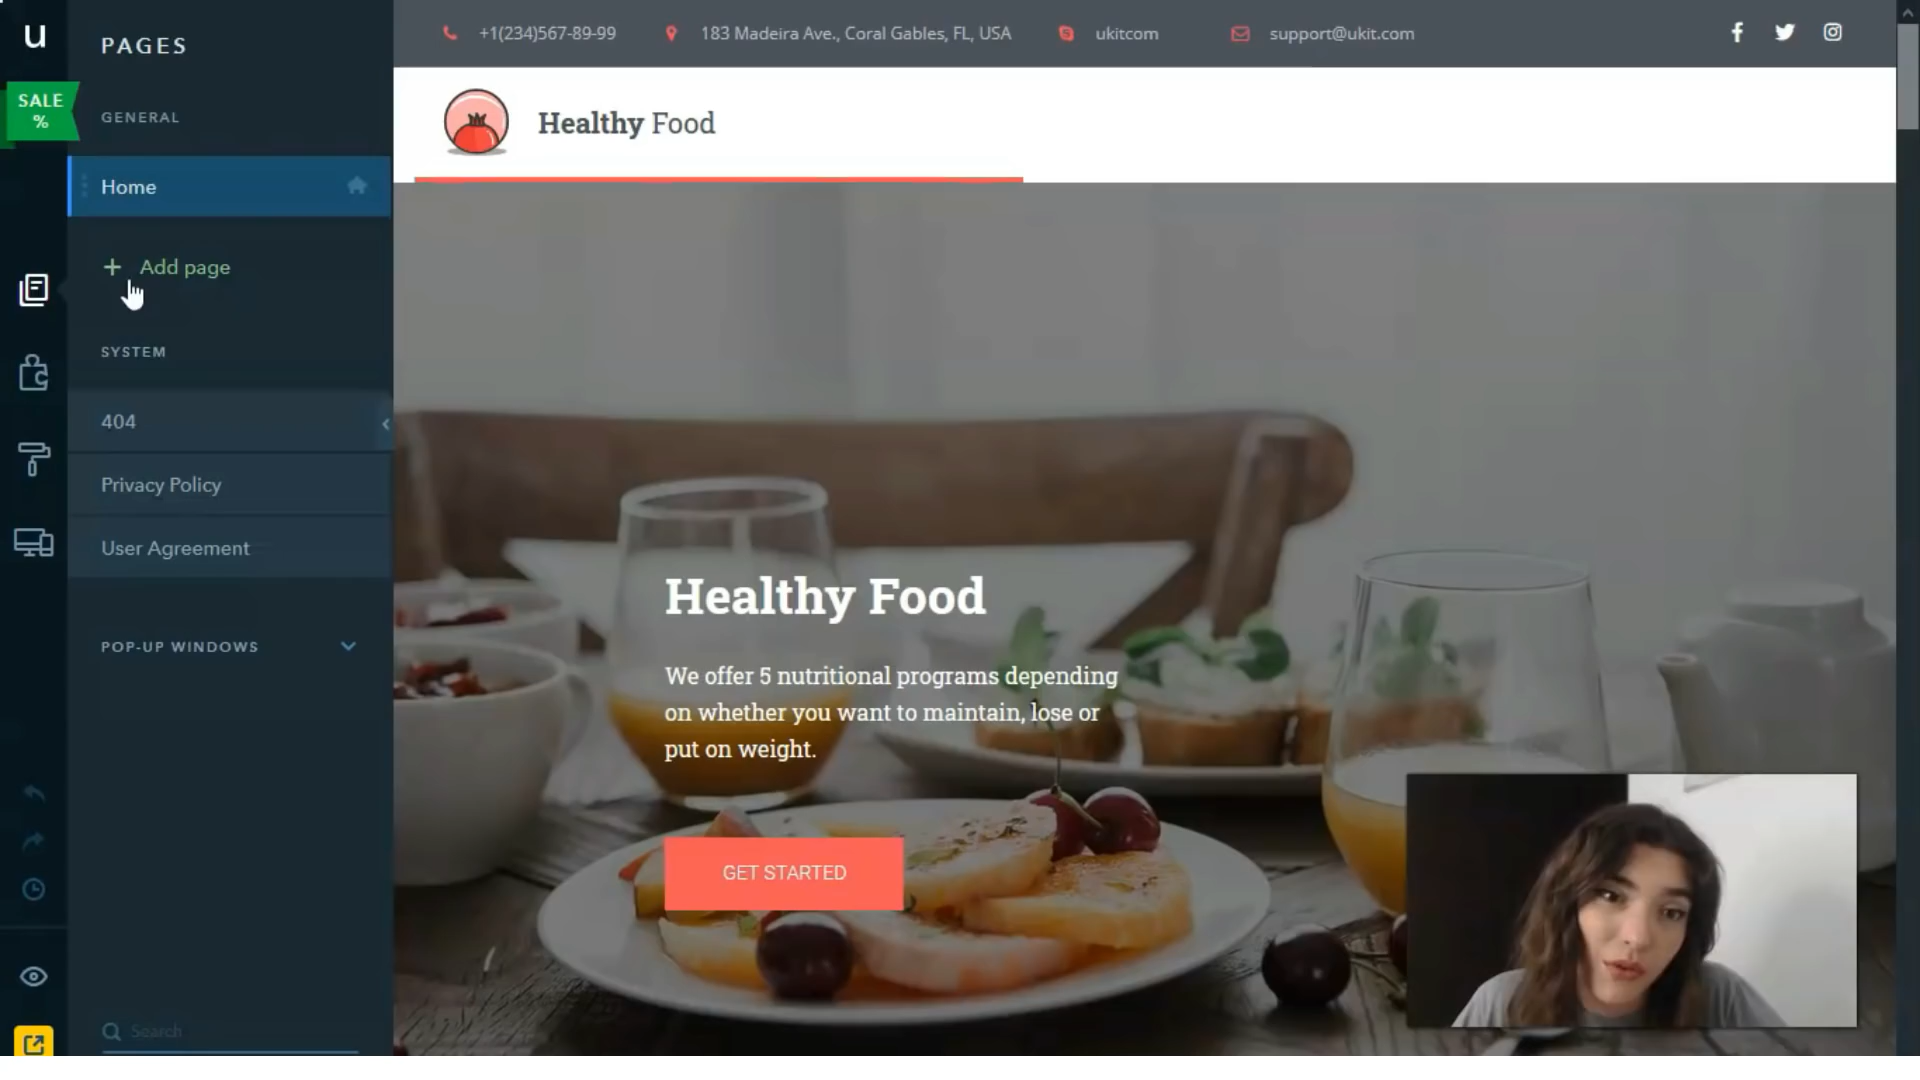 u
PAGES
SALE
%
GENERAL
Home
+ Add page
SYSTEM
404
Privacy Policy
User Agreement
POP-UP WINDOWS
Search
+1(234)567-89-99
183 Madeira Ave., Coral Gables, FL, USA
ukitcom
support@ukit.com
Healthy Food
Healthy Food
We offer 5 nutritional programs depending
on whether you want to maintain, lose or
put on weight.
GET STARTED